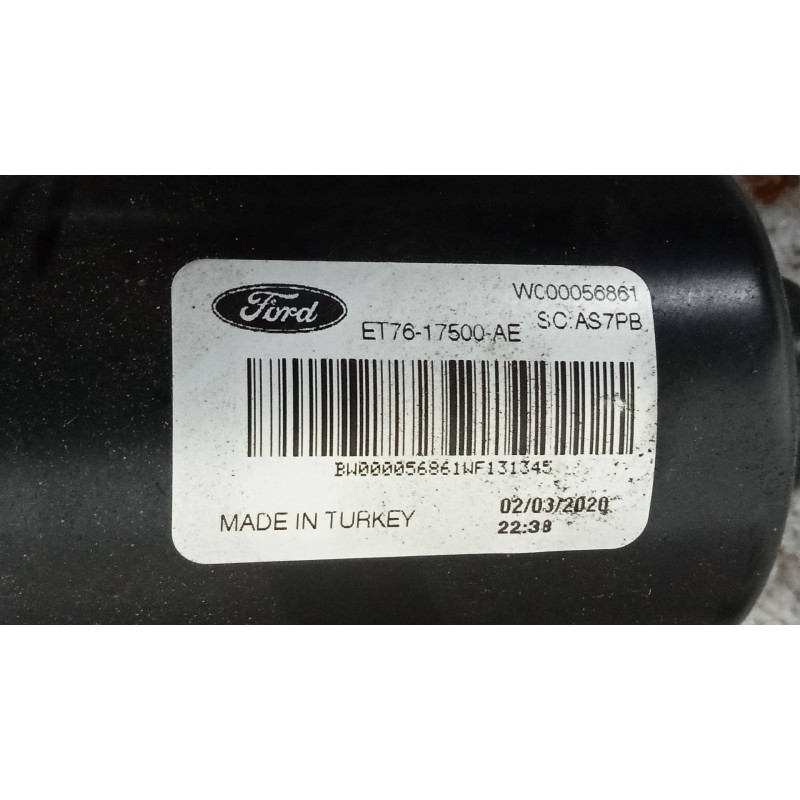 Ford
WC00056861
ET76-17500-AE
SC:AS7PB
BW000056861WF131345
MADE IN TURKEY
02/03/2020
22:38